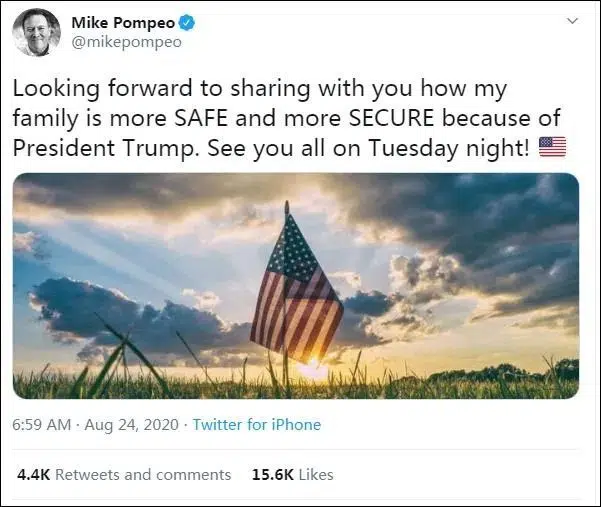 Mike Pompeo
@mikepompeo
Looking forward to sharing with you how my
family is more SAFE and more SECURE because of
President Trump. See you all on Tuesday night! 🇺🇸
6:59 AM · Aug 24, 2020 · Twitter for iPhone
4.4K Retweets and comments 15.6K Likes